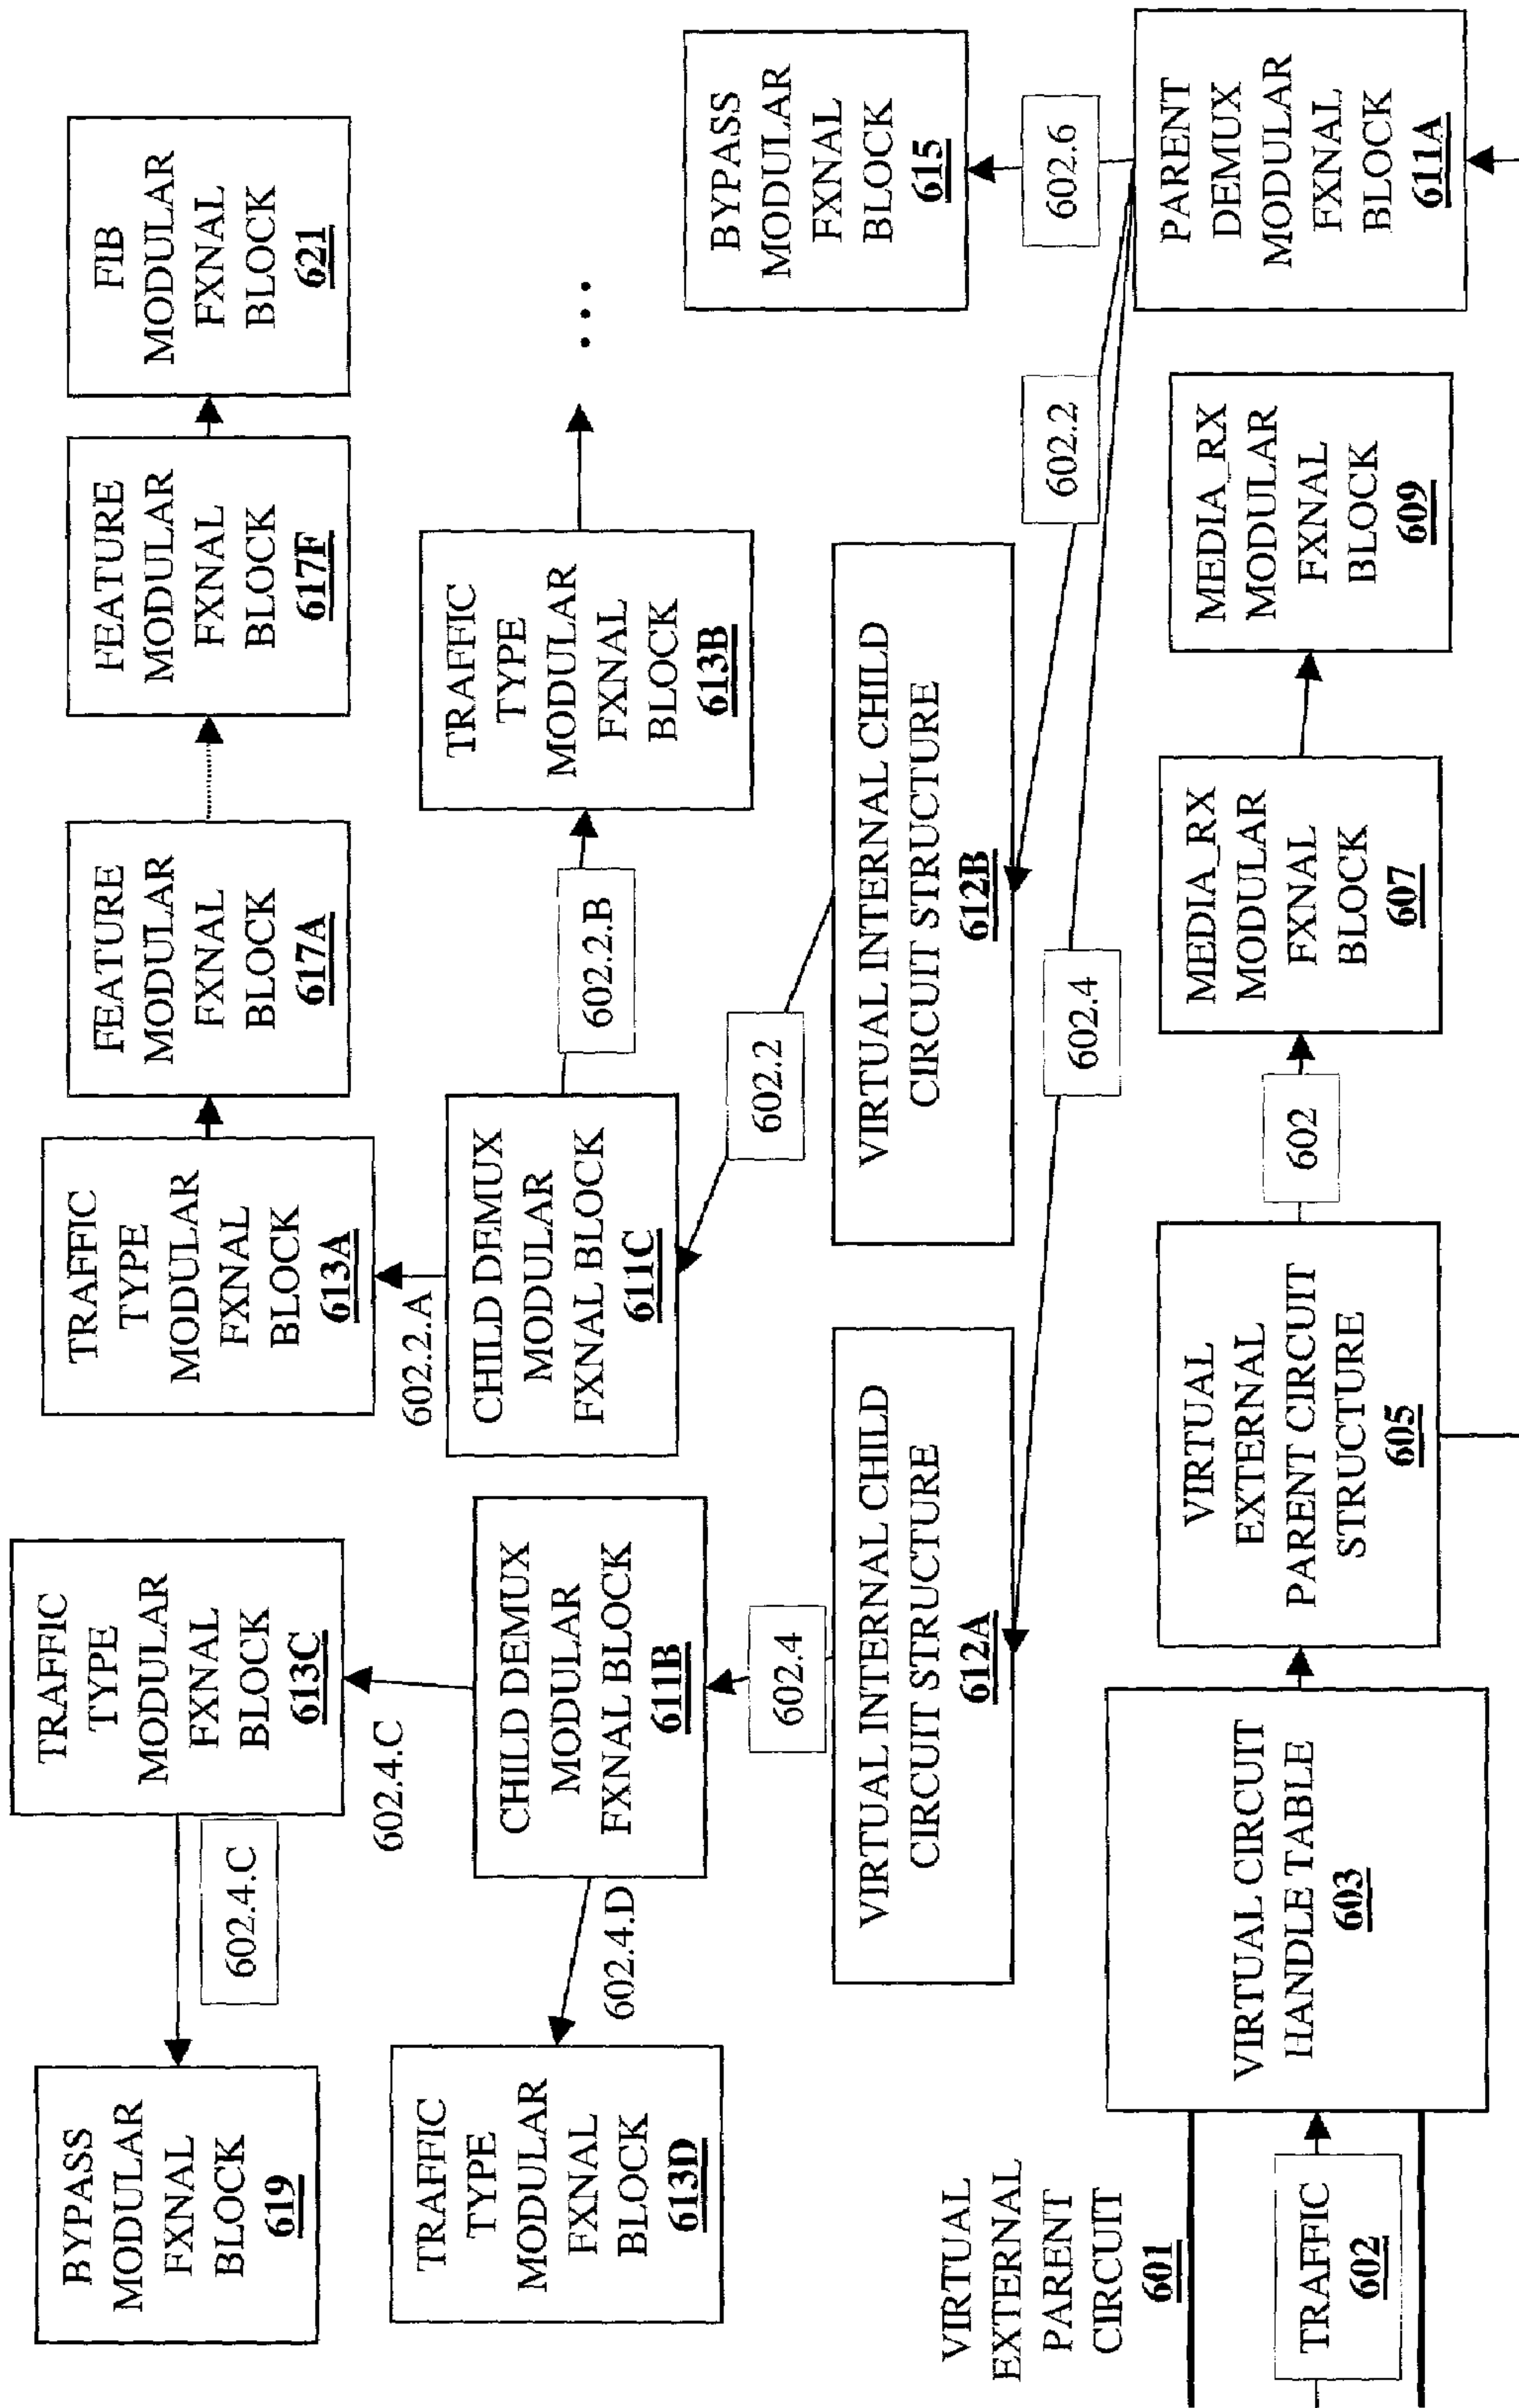 BYPASS
MODULAR
FXNAL
BLOCK
619
602.4.C
TRAFFIC
TYPE
MODULAR
FXNAL
BLOCK
613C
602.4.C
TRAFFIC
TYPE
MODULAR
FXNAL
BLOCK
613A
602.2.A
FEATURE
MODULAR
FXNAL
BLOCK
617A
FEATURE
MODULAR
FXNAL
BLOCK
617F
FIB
MODULAR
FXNAL
BLOCK
621
TRAFFIC
TYPE
MODULAR
FXNAL
BLOCK
613D
602.4.D
CHILD DEMUX
MODULAR
FXNAL BLOCK
611B
CHILD DEMUX
MODULAR
FXNAL BLOCK
611C
602.2.B
TRAFFIC
TYPE
MODULAR
FXNAL
BLOCK
613B
...
602.4
602.2
BYPASS
MODULAR
FXNAL
BLOCK
615
VIRTUAL INTERNAL CHILD
CIRCUIT STRUCTURE
612A
VIRTUAL INTERNAL CHILD
CIRCUIT STRUCTURE
612B
602.4
602.2
602.6
VIRTUAL
EXTERNAL
PARENT
CIRCUIT
601
TRAFFIC
602
VIRTUAL CIRCUIT
HANDLE TABLE
603
VIRTUAL
EXTERNAL
PARENT CIRCUIT
STRUCTURE
605
602
MEDIA_RX
MODULAR
FXNAL
BLOCK
607
MEDIA_RX
MODULAR
FXNAL
BLOCK
609
PARENT
DEMUX
MODULAR
FXNAL
BLOCK
611A